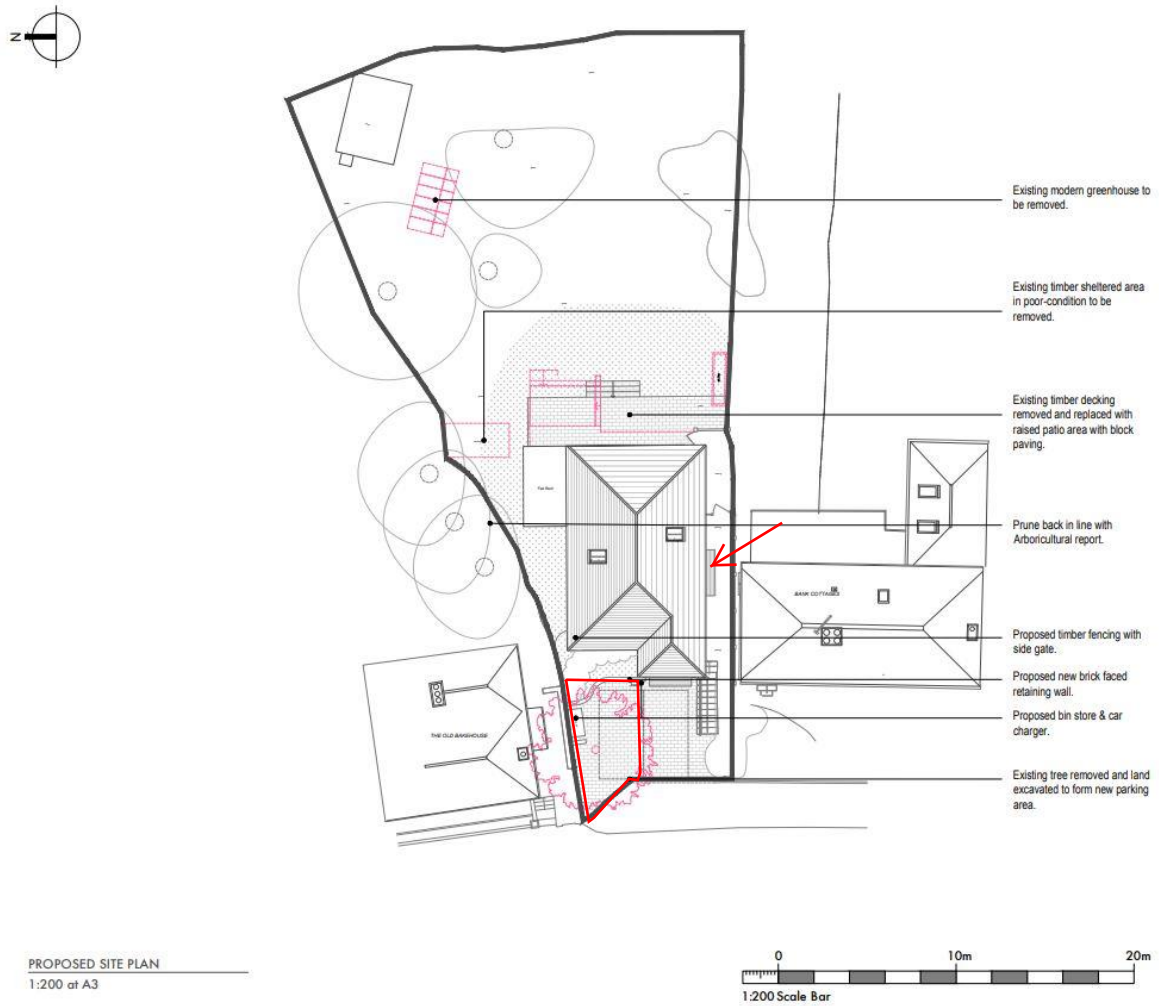 N
Existing modern greenhouse to
be removed.
Existing timber sheltered area
in poor-condition to be
removed.
Existing timber decking
removed and replaced with
raised patio area with block
paving.
Flat Roof
Prune back in line with
Arboricultural report.
BANK COTTAGES
Proposed timber fencing with
side gate.
Proposed new brick faced
retaining wall.
Proposed bin store & car
charger.
THE OLD BAKEHOUSE
Existing tree removed and land
excavated to form new parking
area.
PROPOSED SITE PLAN
1:200 at A3
0 10m 20m
1:200 Scale Bar